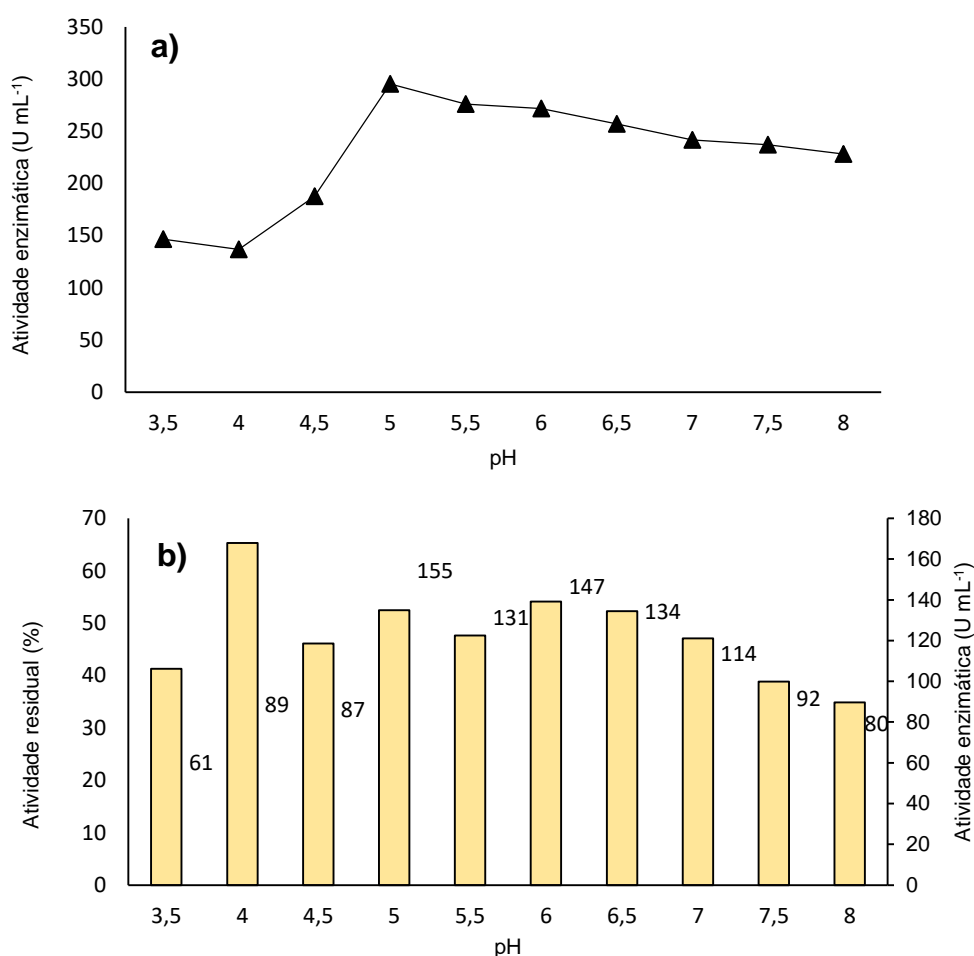 a)
Atividade enzimática (U mL-1)
350
300
250
200
150
100
50
0
3,5 4 4,5 5 5,5 6 6,5 7 7,5 8
pH
b)
Atividade residual (%)
70
60
50
40
30
20
10
0
61 89 87 155 131 147 134 114 92 80
180
160
140
120
100
80
60
40
20
0
Atividade enzimática (U mL-1)
3,5 4 4,5 5 5,5 6 6,5 7 7,5 8
pH